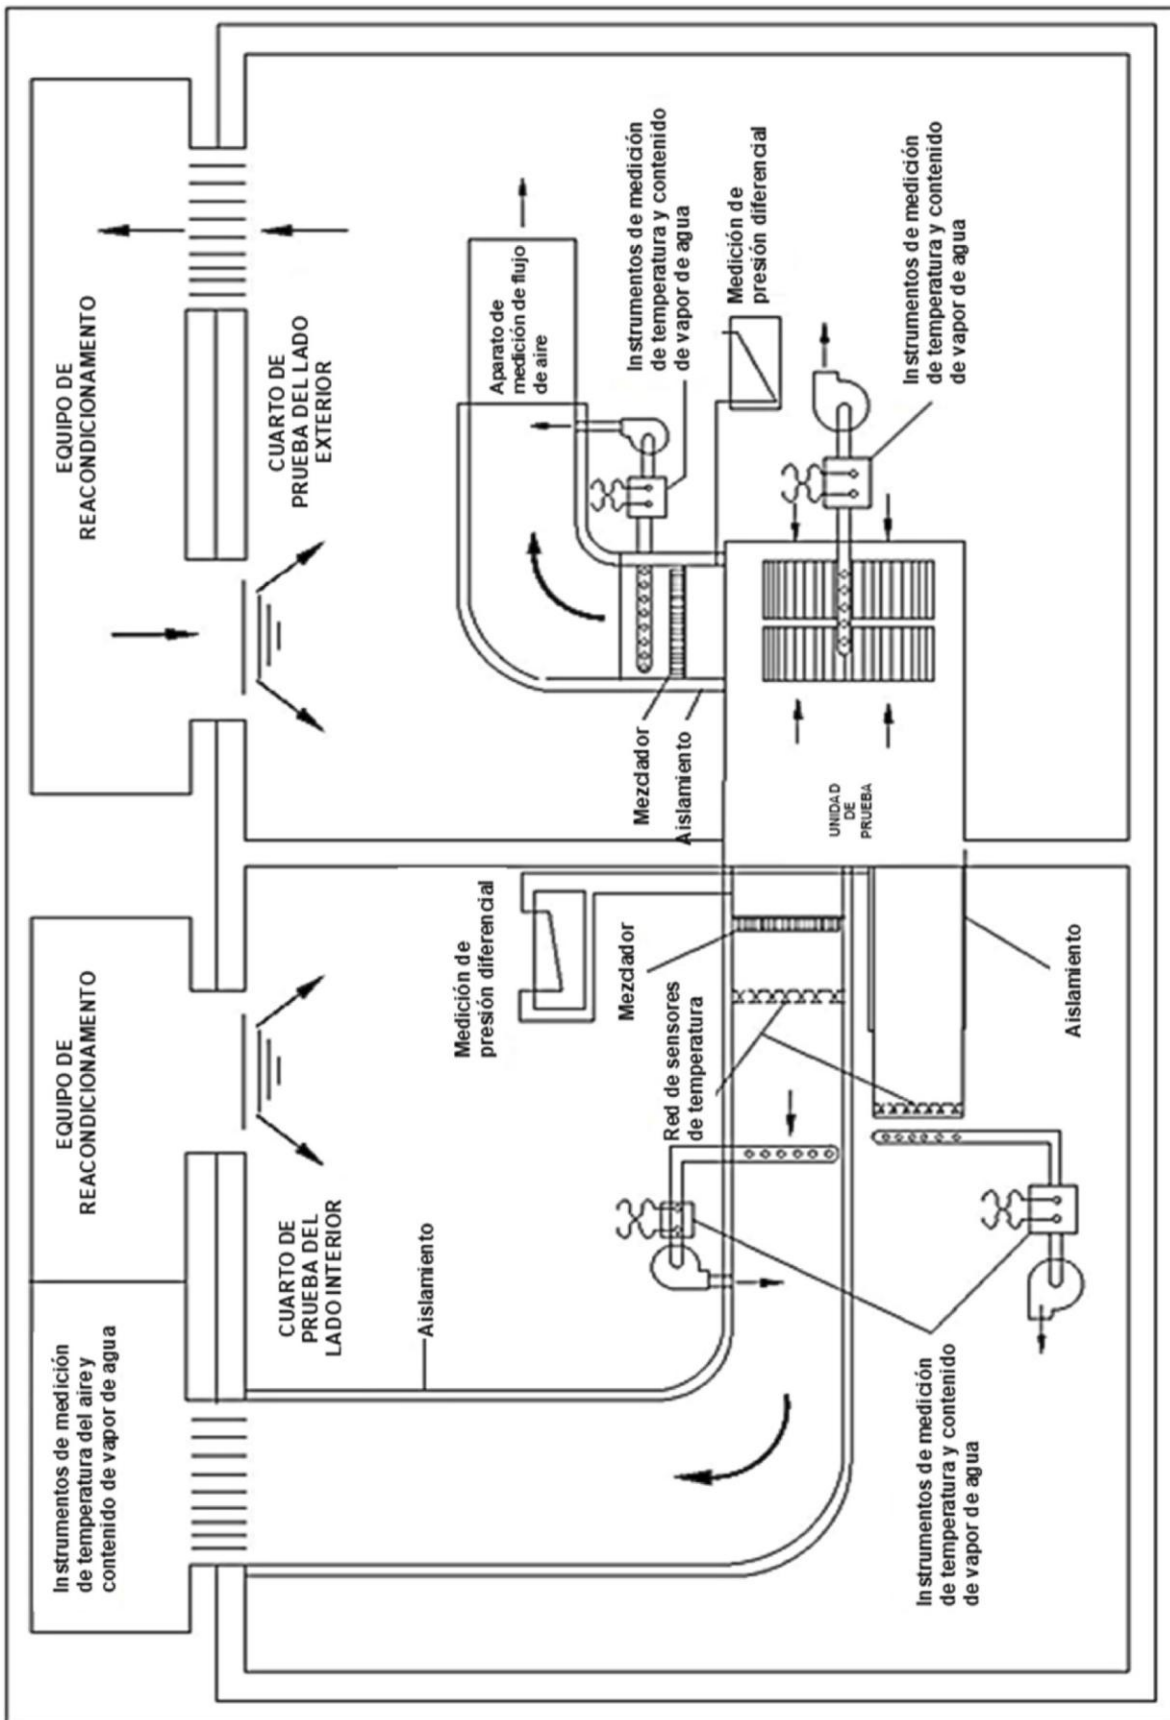 Instrumentos de medición
de temperatura del aire y
contenido de vapor de agua
EQUIPO DE
REACONDICIONAMENTO
EQUIPO DE
REACONDICIONAMENTO
CUARTO DE
PRUEBA DEL
LADO INTERIOR
CUARTO DE
PRUEBA DEL LADO
EXTERIOR
Aislamiento
Medición de
presión diferencial
Aparato de
medición de flujo
de aire
Instrumentos de medición
de temperatura y contenido
de vapor de agua
Mezclador
Aislamiento
Medición de
presión diferencial
Mezclador
Red de sensores
de temperatura
UNIDAD
DE
PRUEBA
Instrumentos de medición
de temperatura y contenido
de vapor de agua
Instrumentos de medición
de temperatura y contenido
de vapor de agua
Aislamiento